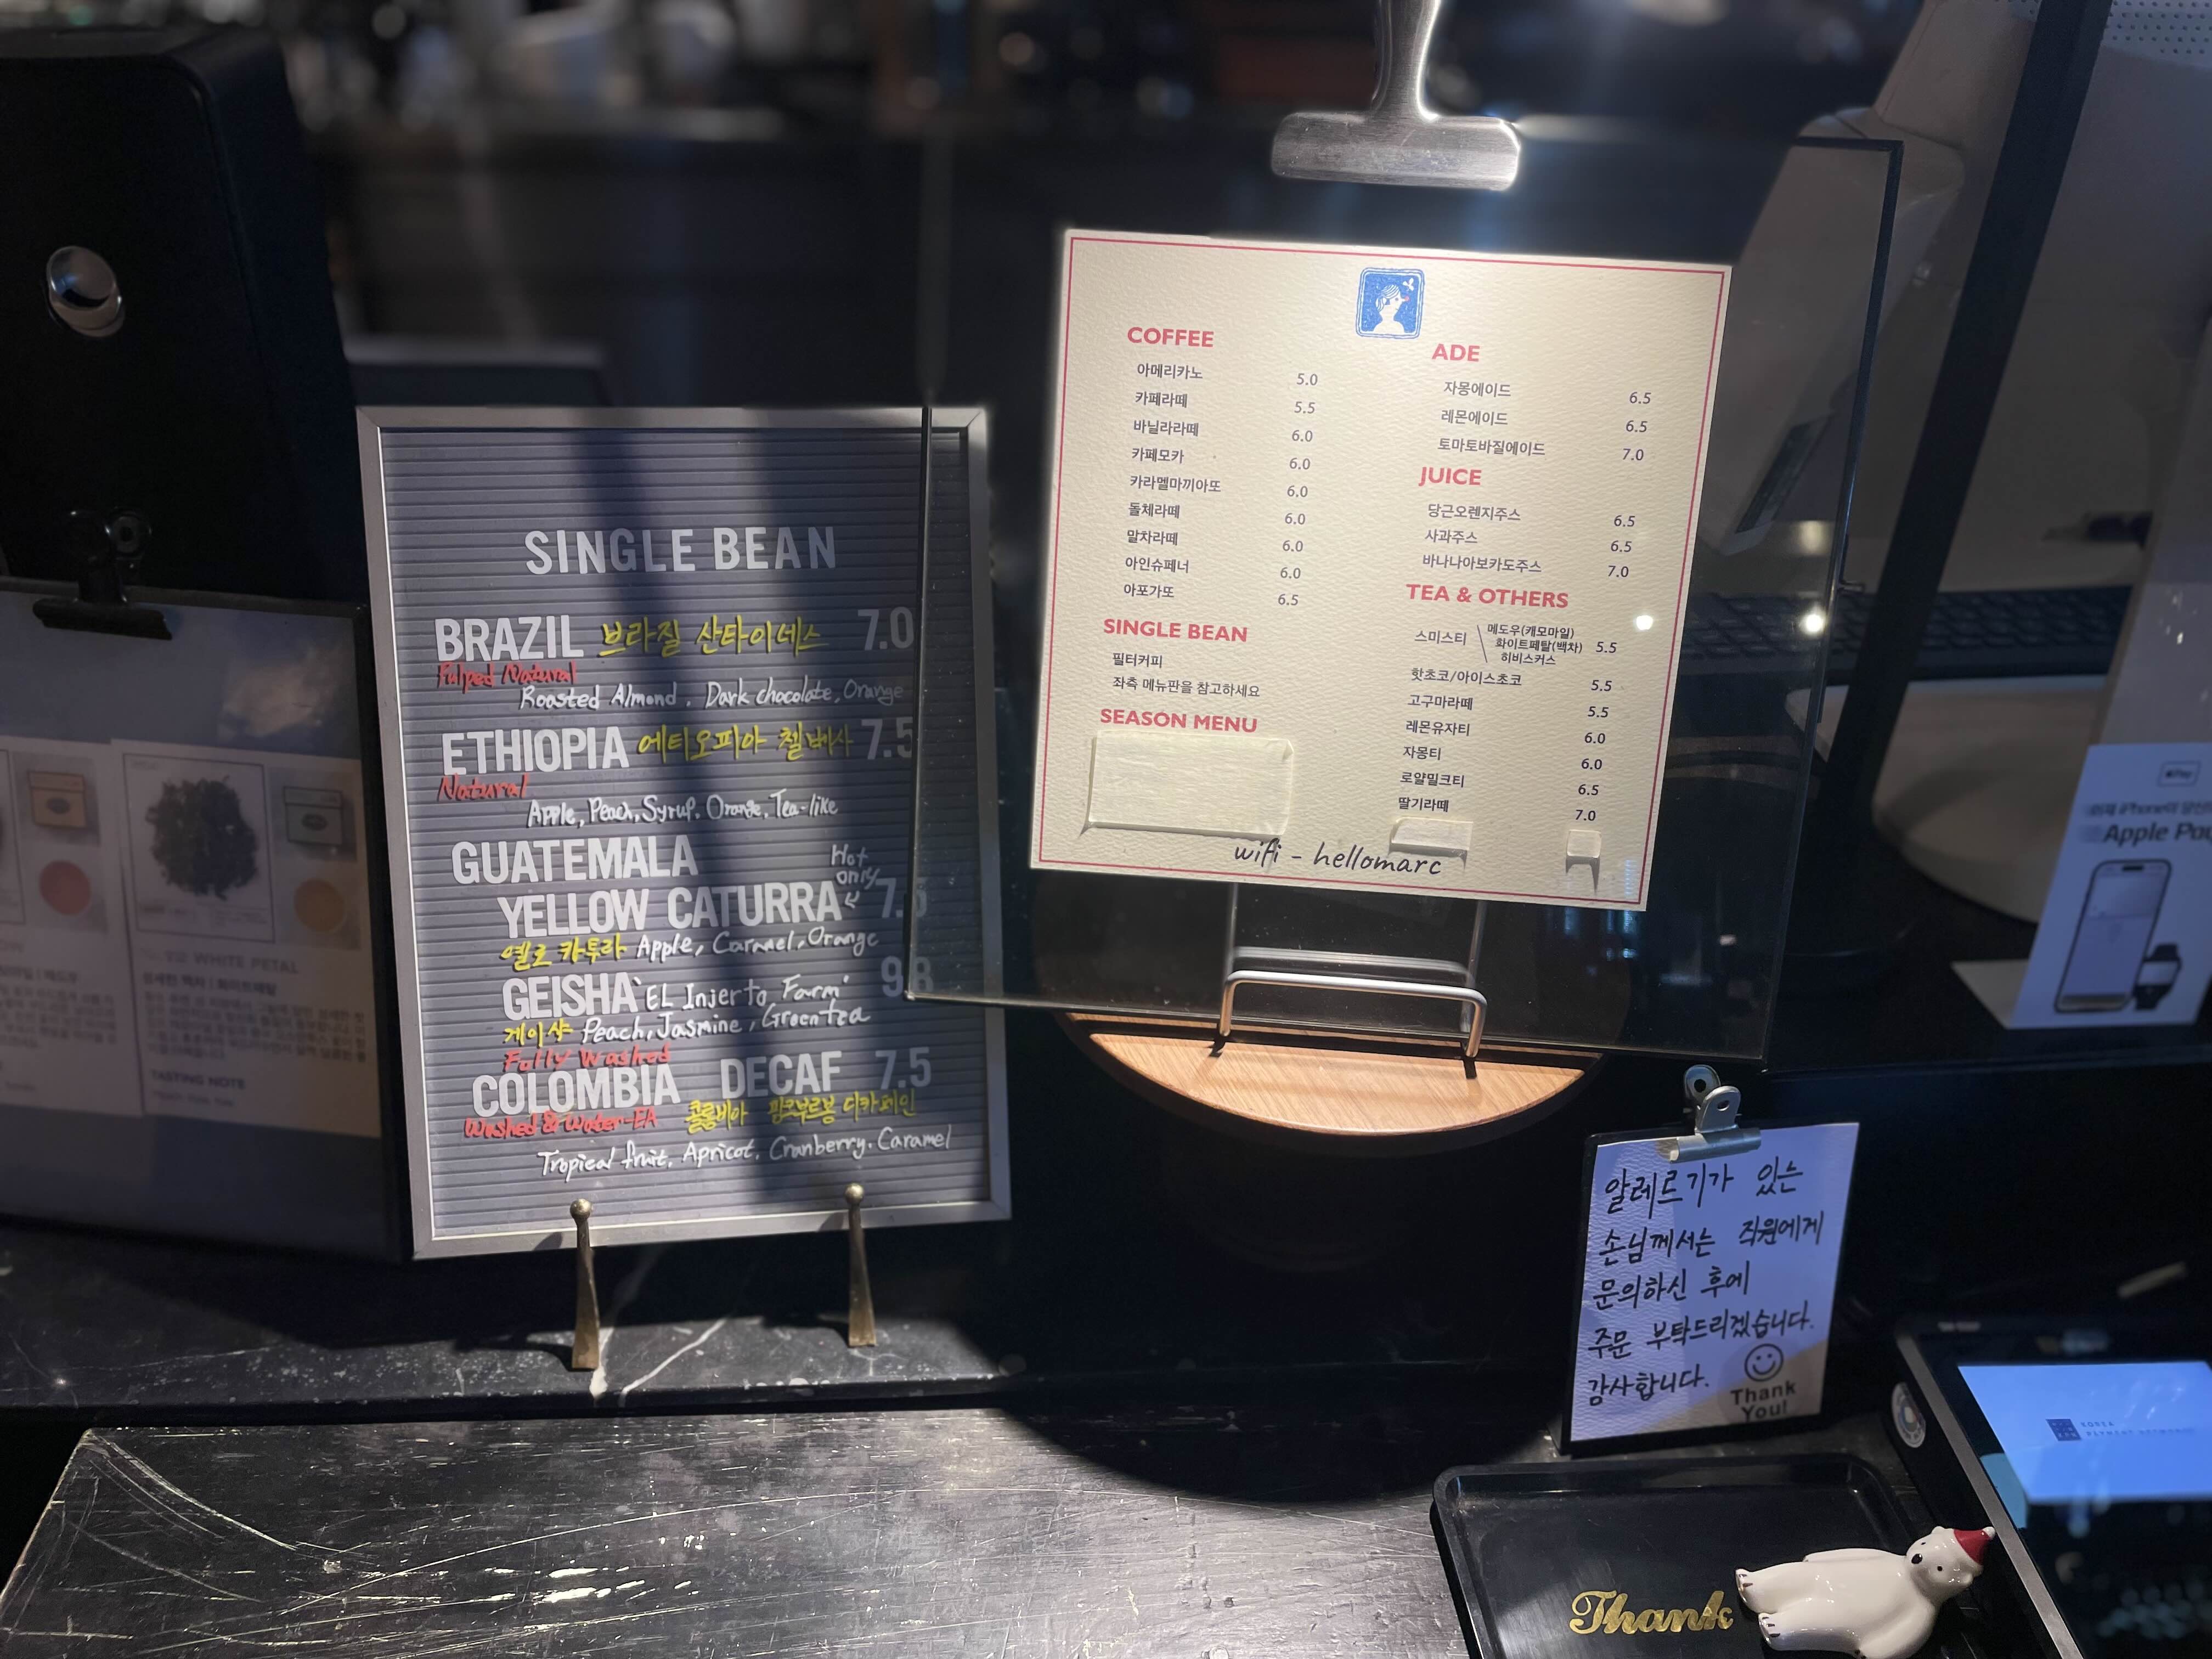 SINGLE BEAN
BRAZIL 브라질 산타이네스 7.0
Pulped Natural
Roasted Almond, Dark chocolate, Orange
ETHIOPIA 에티오피아 첼베사 7.5
Natural
Apple, Peach, Syrup, Orange, Tea-like
GUATEMALA
Hot only
YELLOW CATURRA 7.5
옐로 카투라 Apple, Caramel, Orange
GEISHA 'EL Injerto Farm' 9.8
게이샤 Peach, Jasmine, Green tea
Fully Washed
COLOMBIA DECAF 7.5
Washed & Water-EA 콜롬비아 핑크부르봉 디카페인
Tropical fruit, Apricot, Cranberry, Caramel
COFFEE
아메리카노 5.0
카페라떼 5.5
바닐라라떼 6.0
카페모카 6.0
카라멜마끼아또 6.0
돌체라떼 6.0
말차라떼 6.0
아인슈페너 6.0
아포가또 6.5
SINGLE BEAN
필터커피
좌측 메뉴판을 참고하세요
SEASON MENU
ADE
자몽에이드 6.5
레몬에이드 6.5
토마토바질에이드 7.0
JUICE
당근오렌지주스 6.5
사과주스 6.5
바나나아보카도주스 7.0
TEA & OTHERS
스미스티 \ 메도우(캐모마일)
화이트페탈(백차) 5.5
히비스커스
핫초코/아이스초코 5.5
고구마라떼 5.5
레몬유자티 6.0
자몽티 6.0
로얄밀크티 6.5
딸기라떼 7.0
wifi - hellomarc
알레르기가 있는
손님께서는 직원에게
문의하신 후에
주문 부탁드리겠습니다.
감사합니다.
Thank
You!
Thank
WHITE PETAL
TASTING NOTE
Apple Pay
KOREA